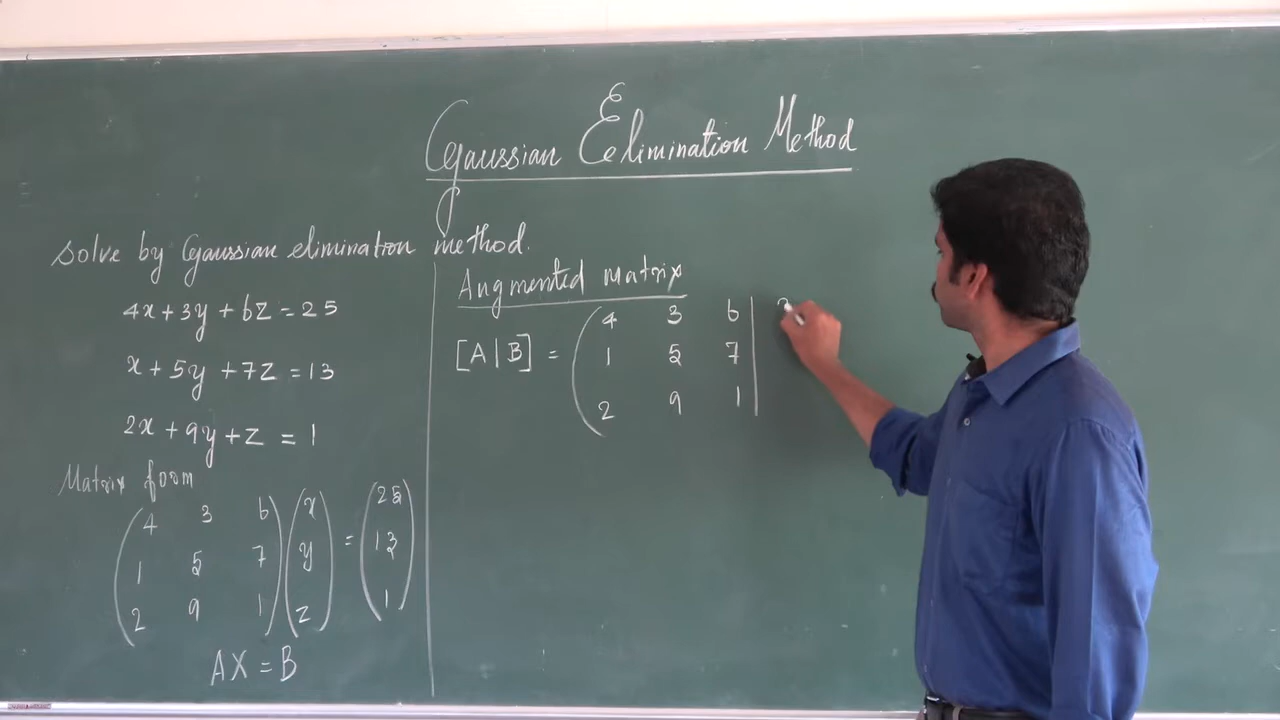 Gaussian Elimination Method
Solve by Gaussian elimination method.
4x+3y+6z=25
x+5y+7z=13
2x+9y+z=1
Matrix form
4 3 6 x 25
1 5 7 y = 13
2 9 1 z 1
AX=B
Augmented matrix
4 3 6 | 2
[A|B] = 1 5 7
2 9 1